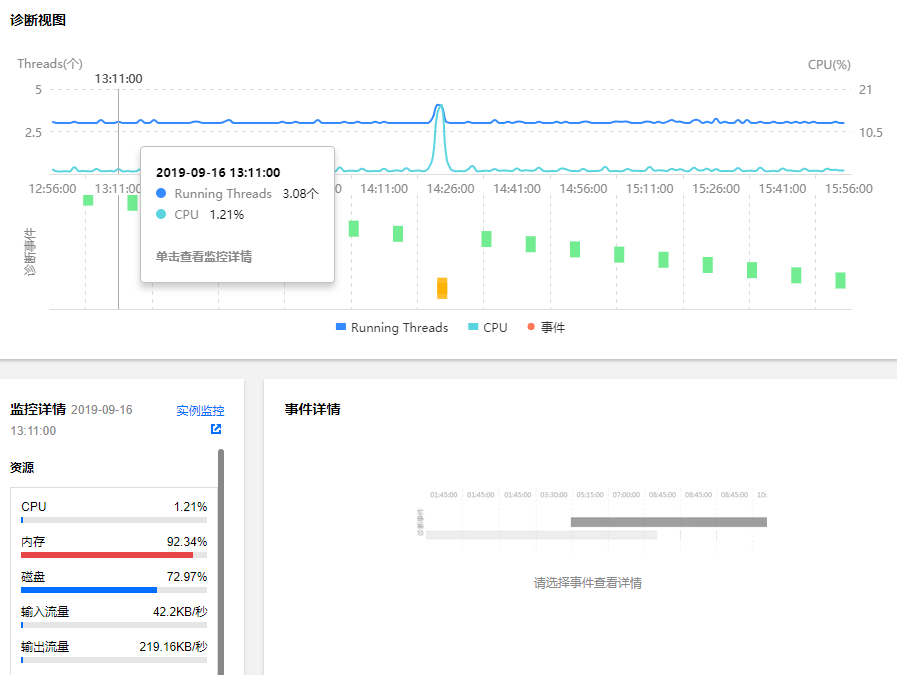 诊断视图
Threads(个) CPU(%)
13:11:00
5 21
2.5 10.5
2019-09-16 13:11:00
Running Threads 3.08个
CPU 1.21%
单击查看监控详情
12:56:00 13:11:00 0 14:11:00 14:26:00 14:41:00 14:56:00 15:11:00 15:26:00 15:41:00 15:56:00
诊断事件
Running Threads CPU 事件
监控详情 2019-09-16 实例监控
13:11:00
资源
CPU 1.21%
内存 92.34%
磁盘 72.97%
输入流量 42.2KB/秒
输出流量 219.16KB/秒
事件详情
01:45:00 01:45:00 01:45:00 03:30:00 05:15:00 07:00:00 08:45:00 08:45:00 08:45:00 10:
诊断事件
请选择事件查看详情